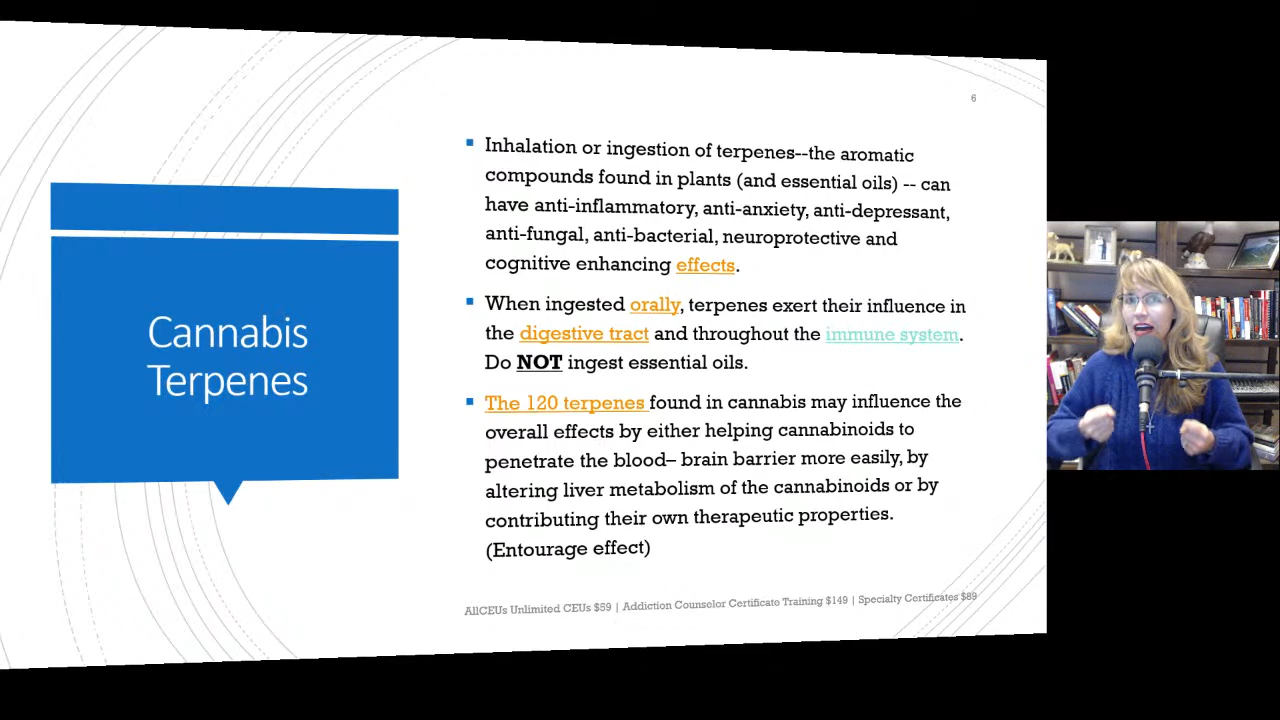 6
Cannabis
Terpenes
Inhalation or ingestion of terpenes--the aromatic
compounds found in plants (and essential oils) -- can
have anti-inflammatory, anti-anxiety, anti-depressant,
anti-fungal, anti-bacterial, neuroprotective and
cognitive enhancing effects.
When ingested orally, terpenes exert their influence in
the digestive tract and throughout the immune system.
Do NOT ingest essential oils.
The 120 terpenes found in cannabis may influence the
overall effects by either helping cannabinoids to
penetrate the blood– brain barrier more easily, by
altering liver metabolism of the cannabinoids or by
contributing their own therapeutic properties.
(Entourage effect)
AllCEUs Unlimited CEUs $59 | Addiction Counselor Certificate Training $149 | Specialty Certificates $89